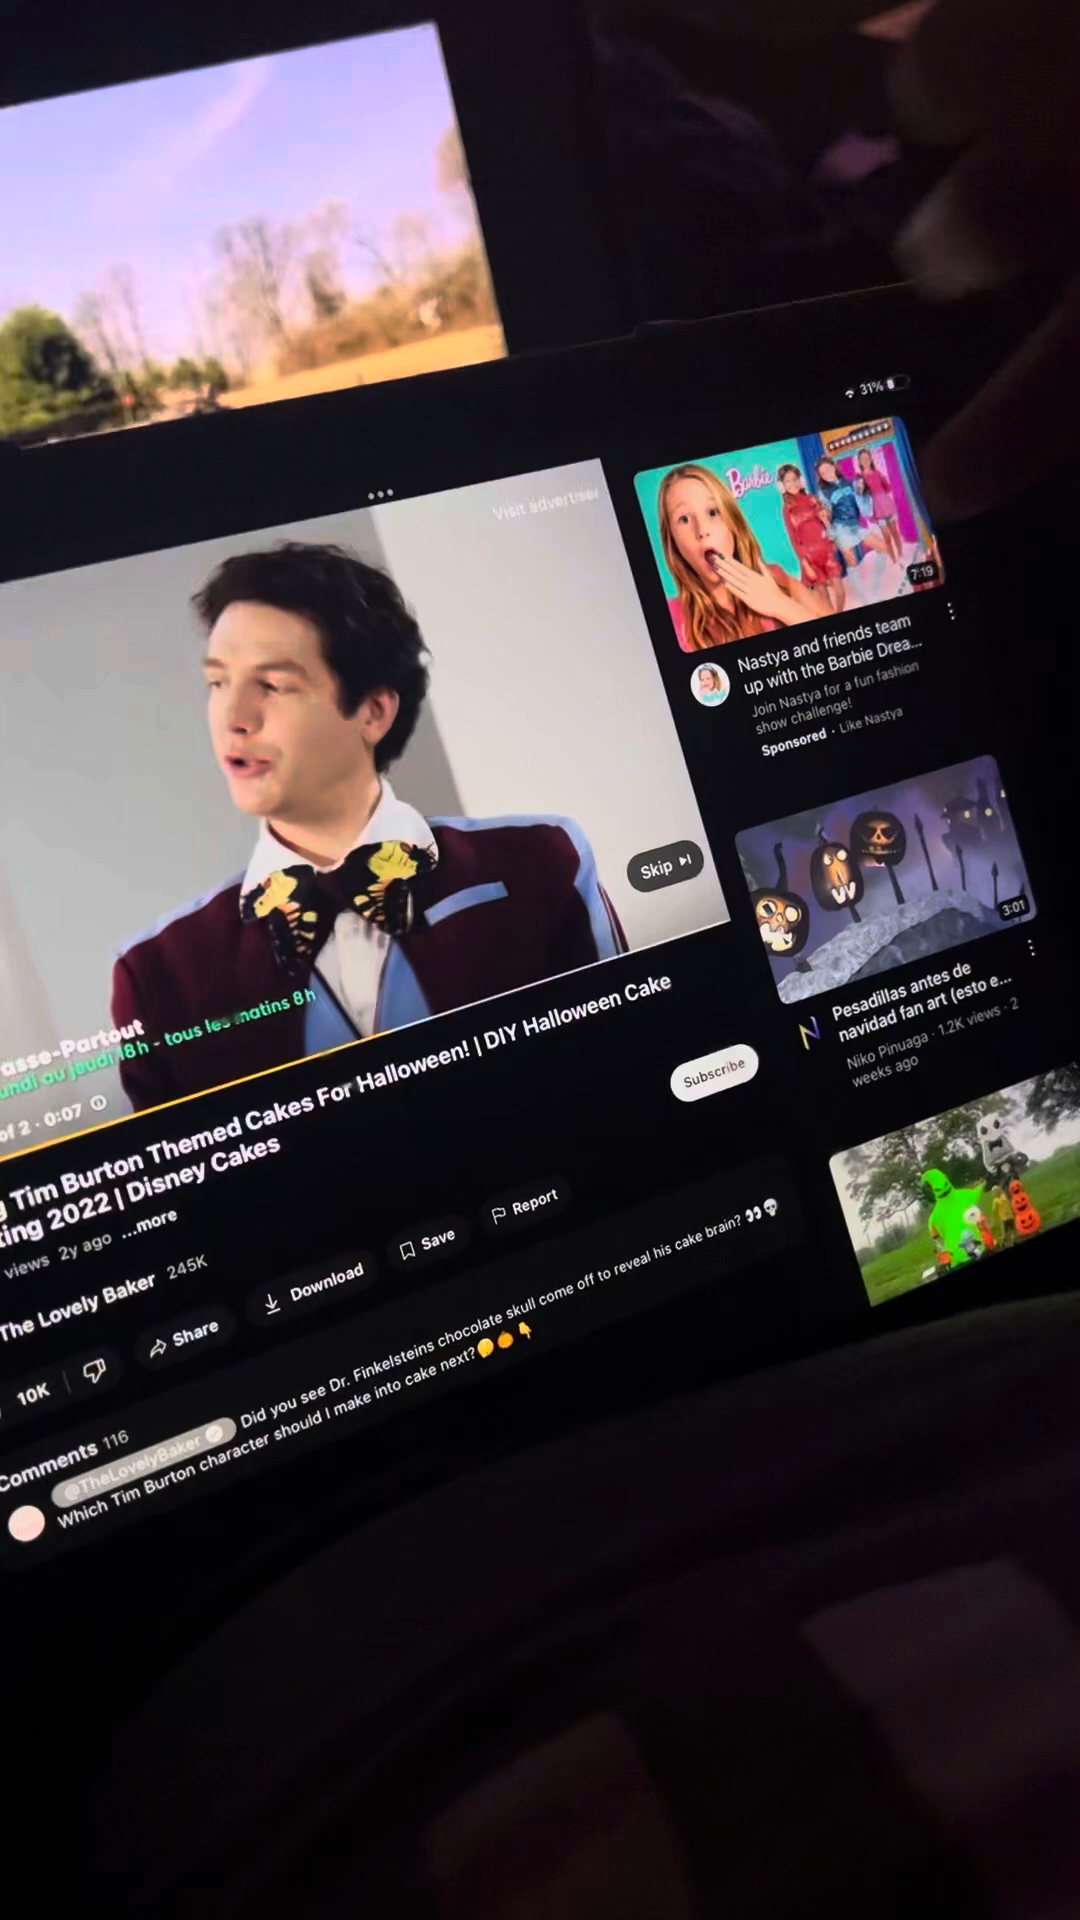 31%
Visit advertiser
Barbie
7:19
Nastya and friends team
up with the Barbie Drea...
Join Nastya for a fun fashion
show challenge!
Sponsored · Like Nastya
Skip
asse-Partout
undi au jeudi 18h - tous les matins 8h
of 2 · 0:07
3:01
Pesadillas antes de
navidad fan art (esto e...
Niko Pinuaga · 1.2K views · 2
weeks ago
Tim Burton Themed Cakes For Halloween! | DIY Halloween Cake
ting 2022 | Disney Cakes
views 2y ago ...more
The Lovely Baker 245K
Subscribe
10K
Share
Download
Save
Report
Comments 116
@TheLovelyBaker Did you see Dr. Finkelsteins chocolate skull come off to reveal his cake brain? 👀💀
Which Tim Burton character should I make into cake next?🤔🎃👇